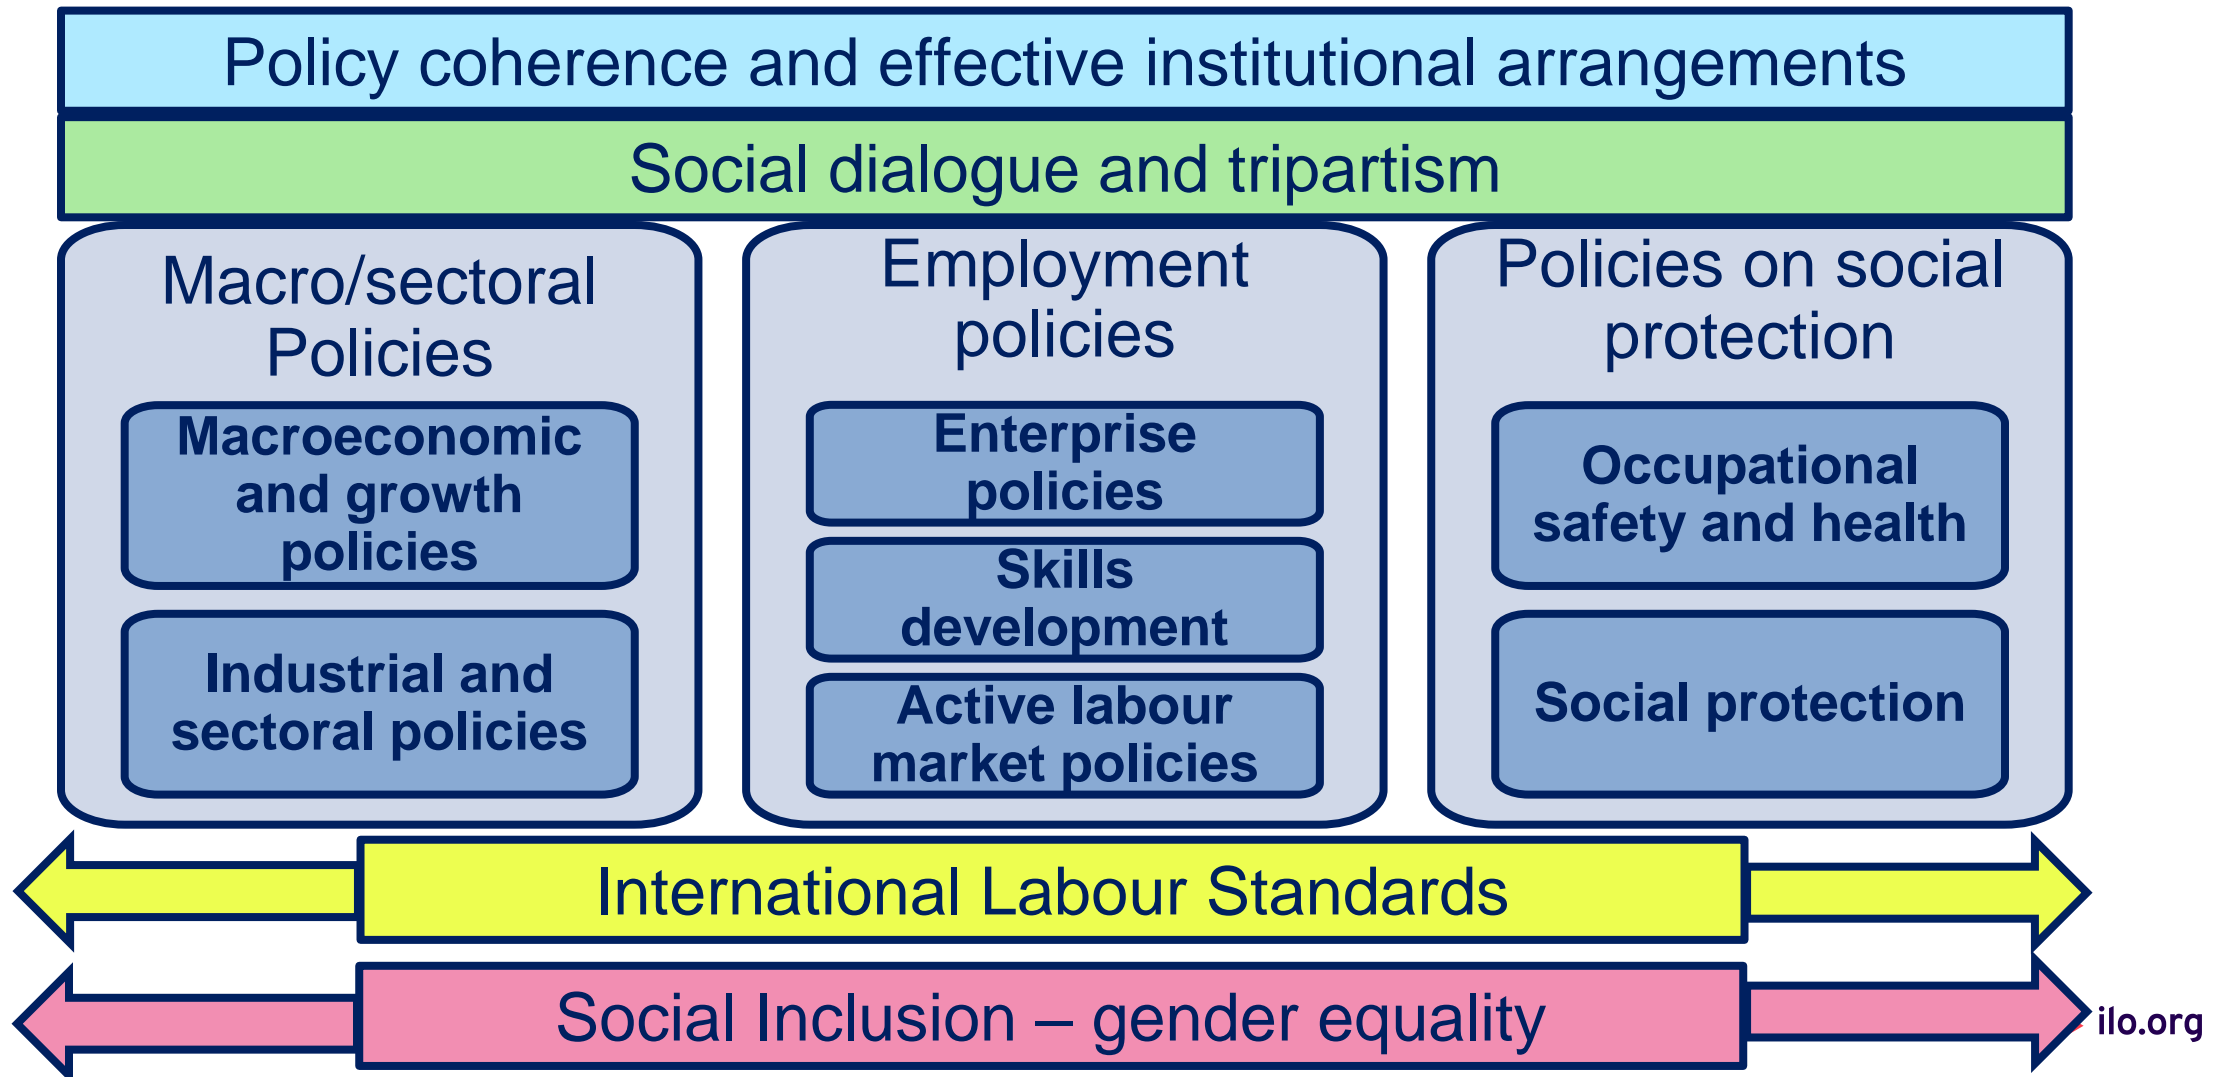 Policy coherence and effective institutional arrangements
Social dialogue and tripartism
Macro/sectoral
Policies
Macroeconomic
and growth
policies
Industrial and
sectoral policies
Employment
policies
Enterprise
policies
Skills
development
Active labour
market policies
Policies on social
protection
Occupational
safety and health
Social protection
International Labour Standards
Social Inclusion – gender equality
ilo.org